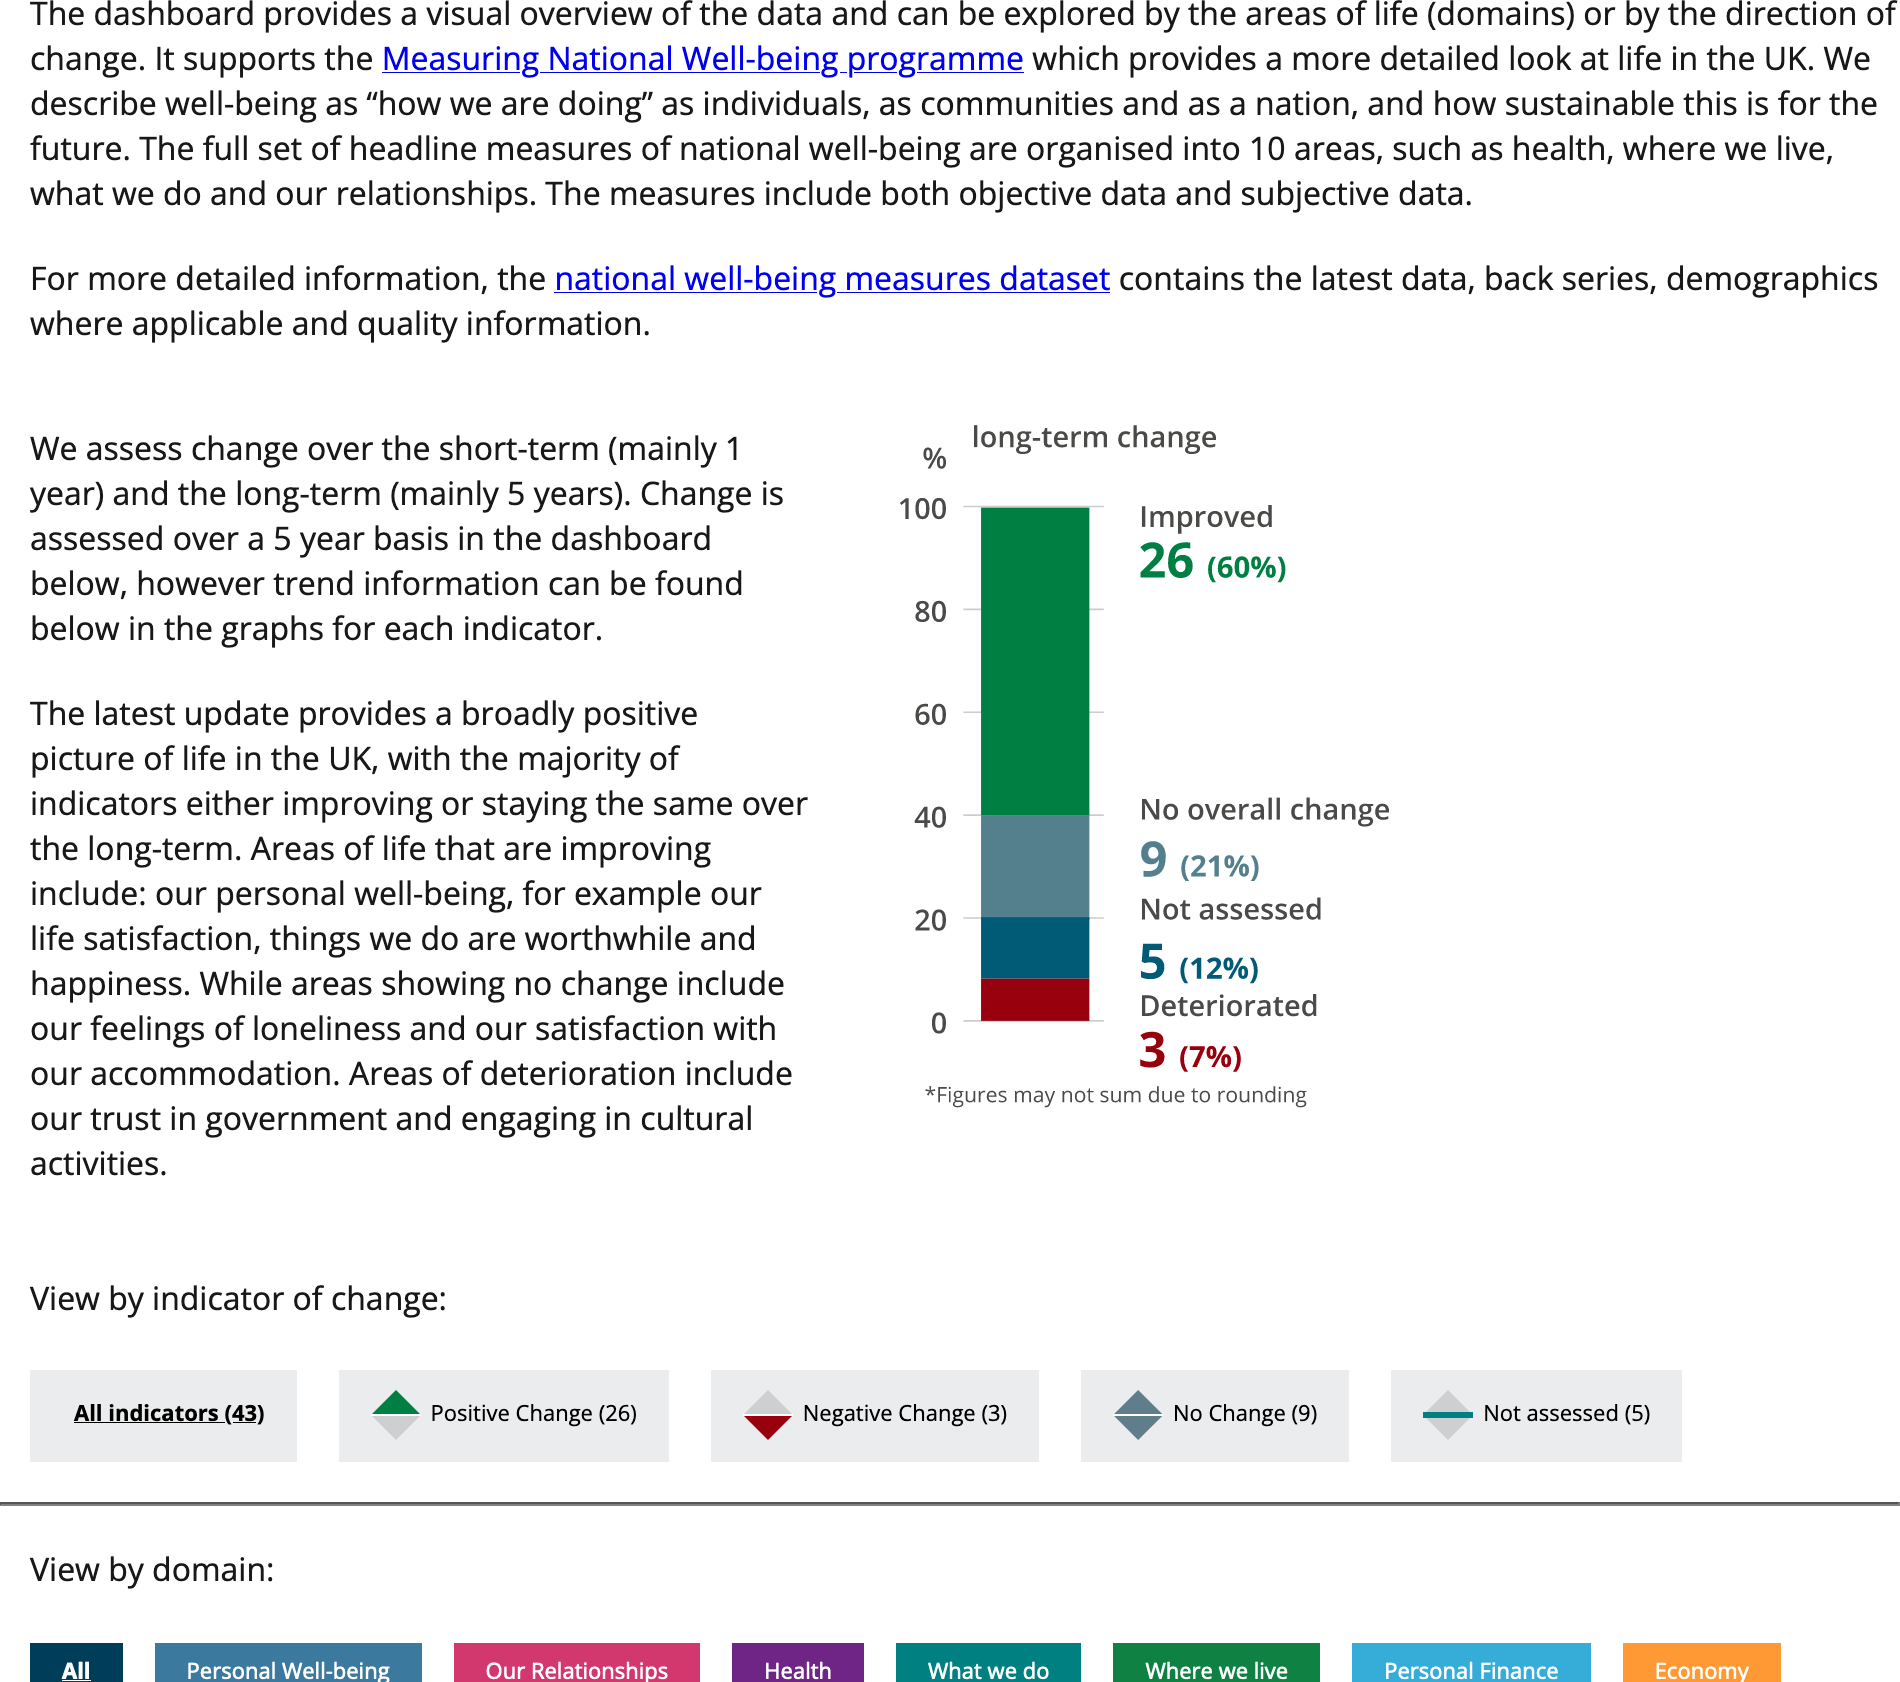 The dashboard provides a visual overview of the data and can be explored by the areas of life (domains) or by the direction of
change. It supports the Measuring National Well-being programme which provides a more detailed look at life in the UK. We
describe well-being as “how we are doing” as individuals, as communities and as a nation, and how sustainable this is for the
future. The full set of headline measures of national well-being are organised into 10 areas, such as health, where we live,
what we do and our relationships. The measures include both objective data and subjective data.
For more detailed information, the national well-being measures dataset contains the latest data, back series, demographics
where applicable and quality information.
We assess change over the short-term (mainly 1
year) and the long-term (mainly 5 years). Change is
assessed over a 5 year basis in the dashboard
below, however trend information can be found
below in the graphs for each indicator.
The latest update provides a broadly positive
picture of life in the UK, with the majority of
indicators either improving or staying the same over
the long-term. Areas of life that are improving
include: our personal well-being, for example our
life satisfaction, things we do are worthwhile and
happiness. While areas showing no change include
our feelings of loneliness and our satisfaction with
our accommodation. Areas of deterioration include
our trust in government and engaging in cultural
activities.
long-term change
%
100
80
60
40
20
0
Improved
26 (60%)
No overall change
9 (21%)
Not assessed
5 (12%)
Deteriorated
3 (7%)
*Figures may not sum due to rounding
View by indicator of change:
All indicators (43)
Positive Change (26)
Negative Change (3)
No Change (9)
Not assessed (5)
View by domain:
All
Personal Well-being
Our Relationships
Health
What we do
Where we live
Personal Finance
Economy